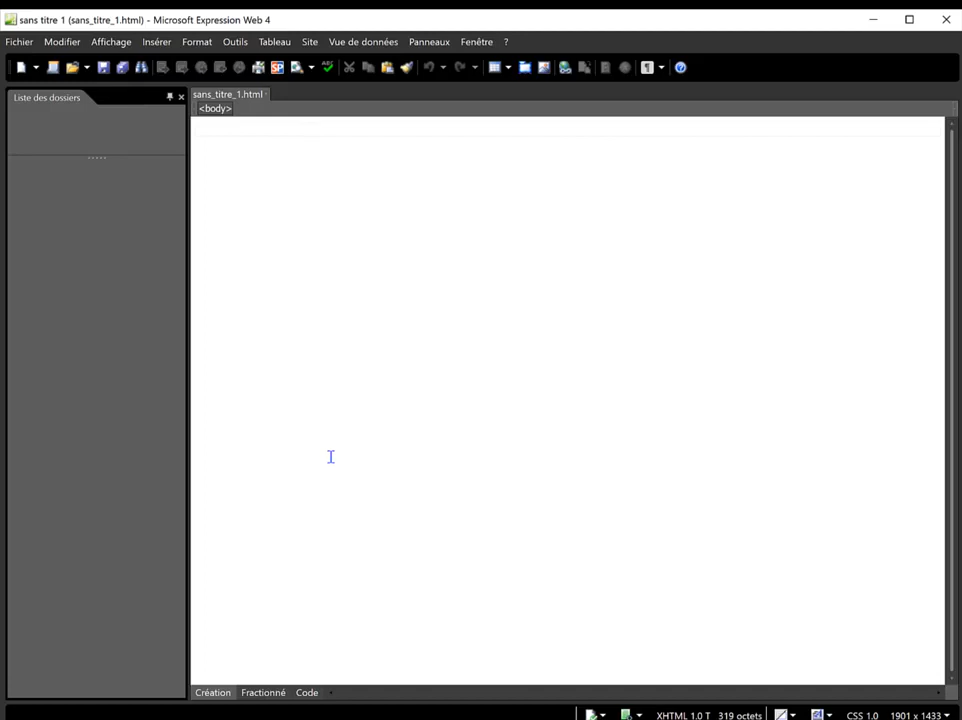 sans titre 1 (sans_titre_1.html) - Microsoft Expression Web 4
Fichier Modifier Affichage Insérer Format Outils Tableau Site Vue de données Panneaux Fenêtre ?
SP ABC ¶ ?
Liste des dossiers
sans_titre_1.html
<body>
Création Fractionné Code
XHTML 1.0 T 319 octets CSS 1.0 1901 x 1433